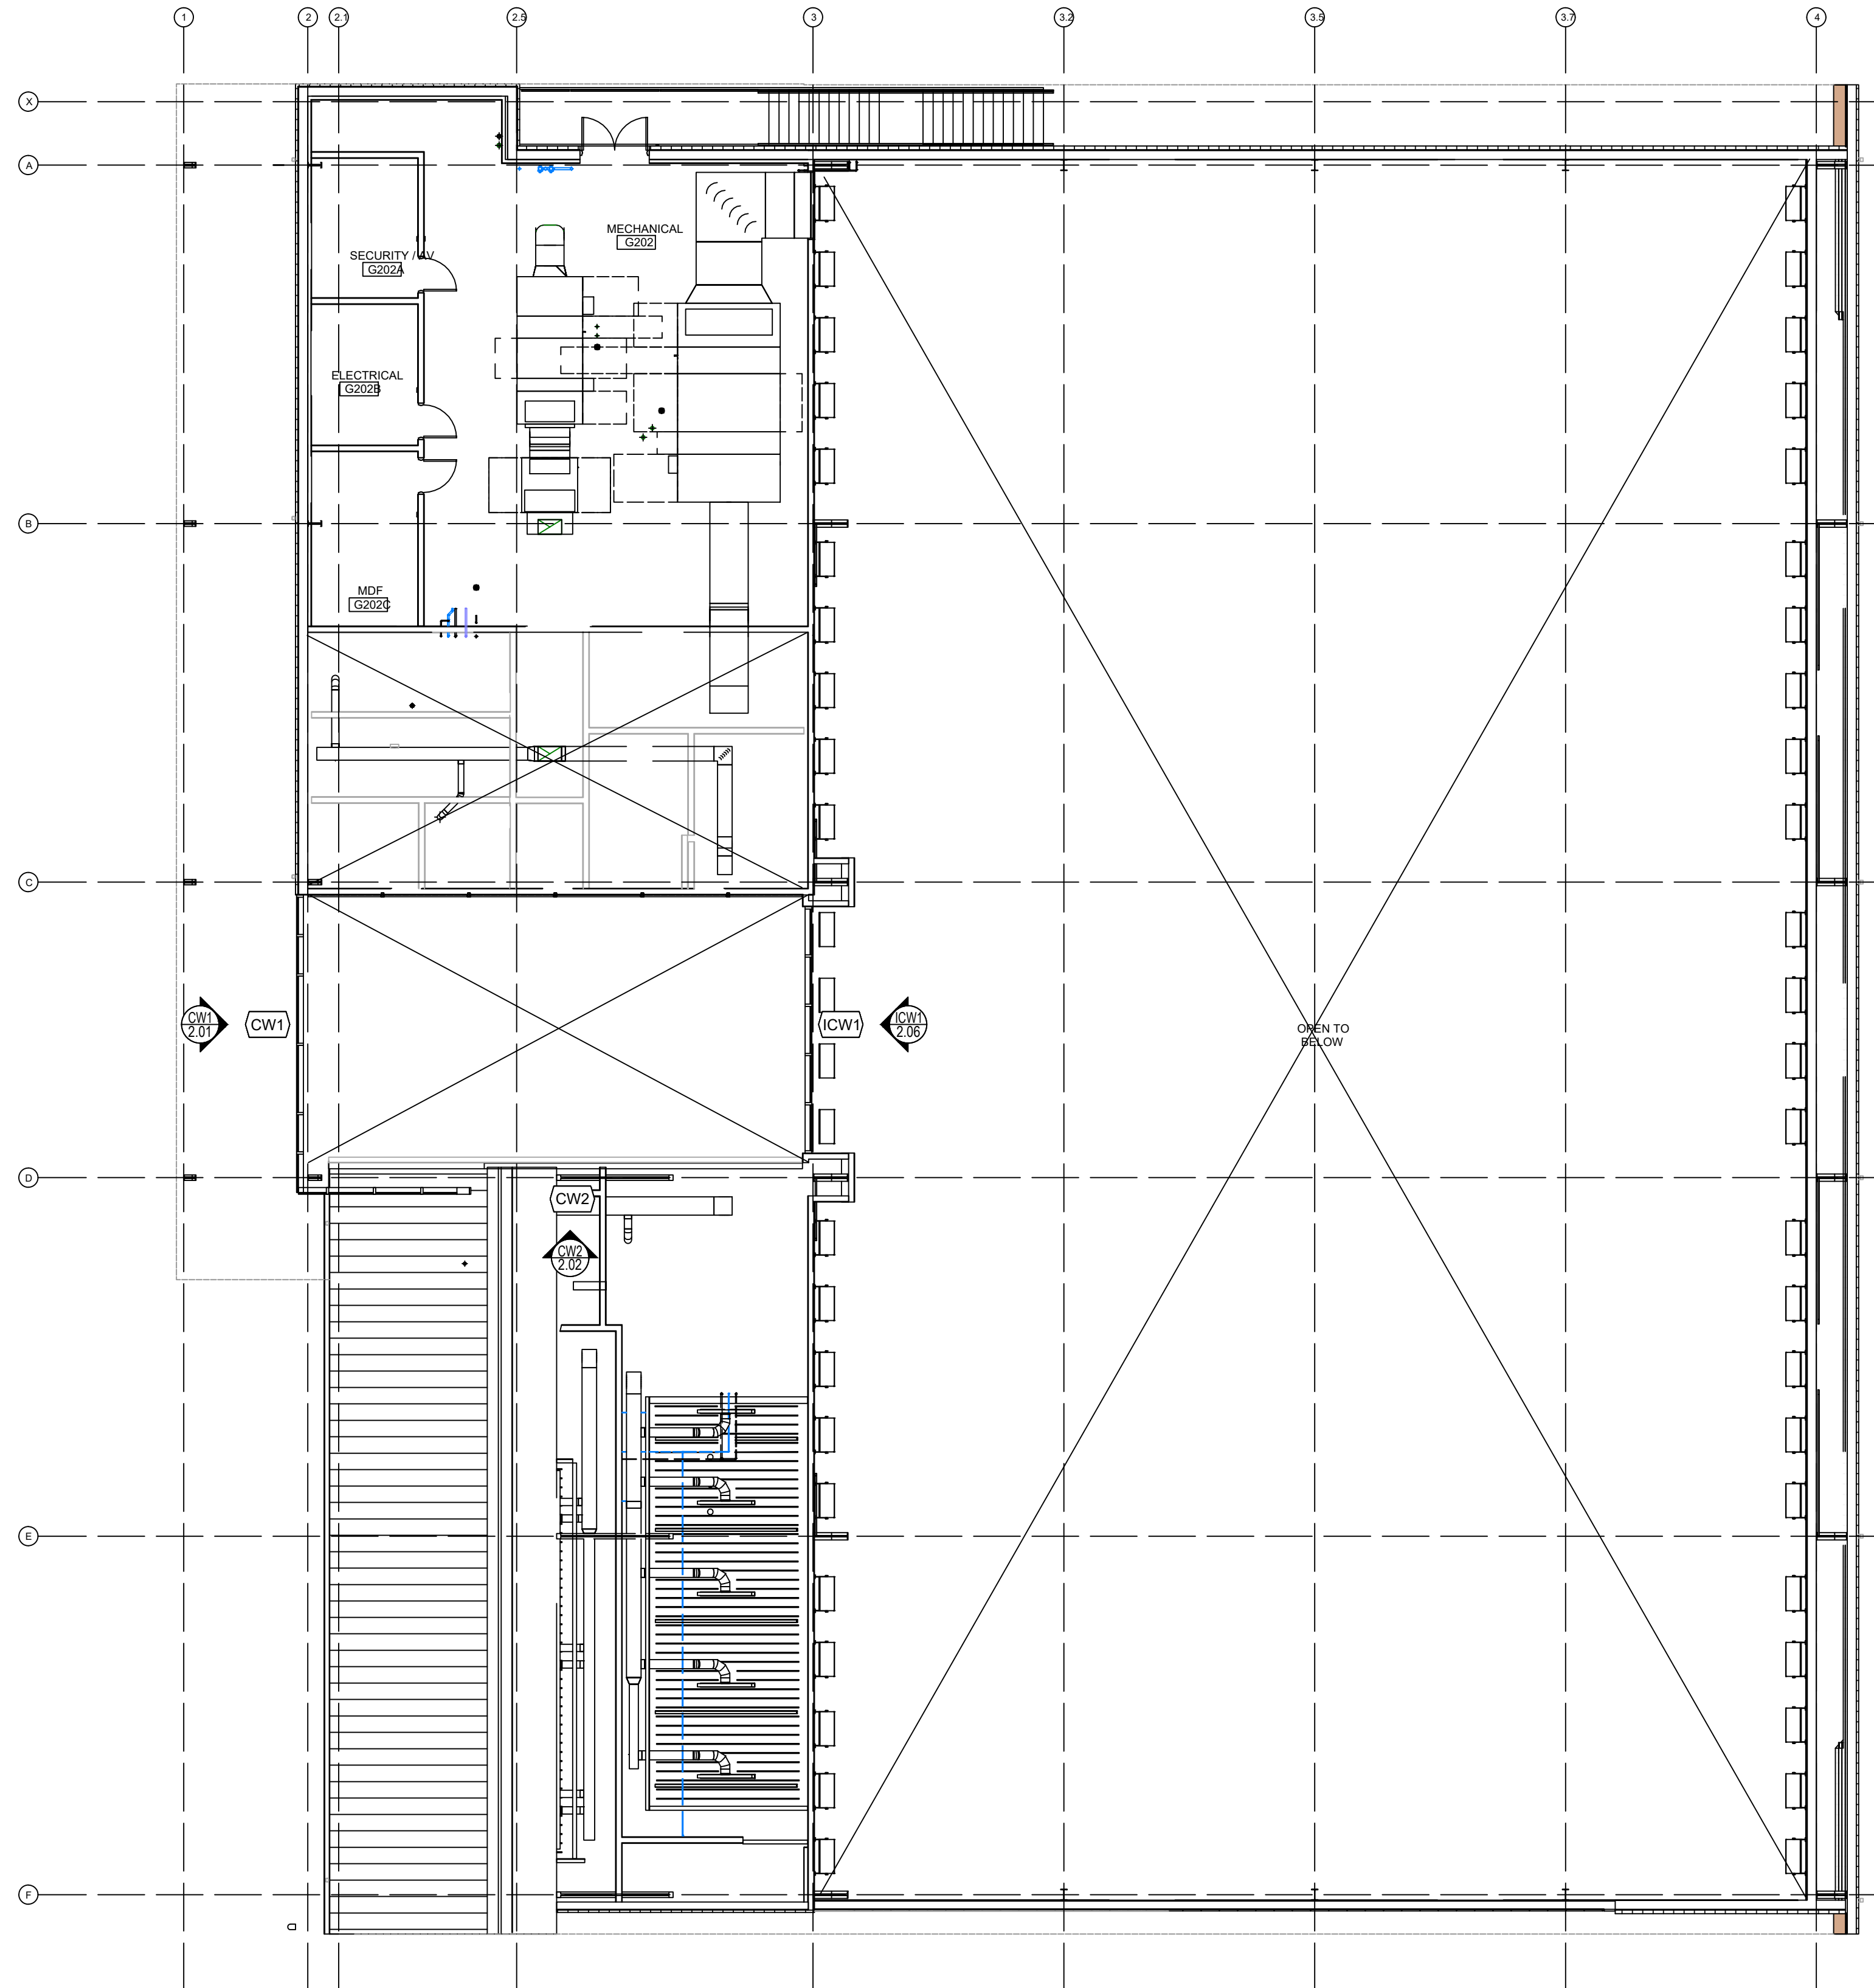 1
2
2.1
2.5
3
3.2
3.5
3.7
4
X
A
MECHANICAL
G202
SECURITY / AV
G202A
ELECTRICAL
G202B
B
MDF
G202C
C
CW1
2.01
CW1
ICW1
ICW1
2.06
OPEN TO
BELOW
D
CW2
CW2
2.02
E
F